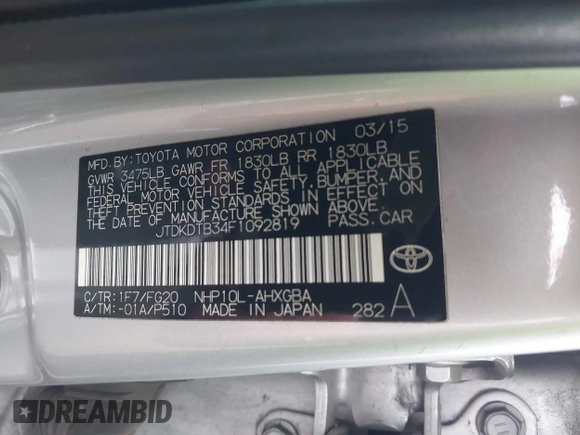 MFD.BY:TOYOTA MOTOR CORPORATION 03/15
GVWR 3475LB GAWR FR 1830LB RR 1830LB
THIS VEHICLE CONFORMS TO ALL APPLICABLE
FEDERAL MOTOR VEHICLE SAFETY,BUMPER,AND
THEFT PREVENTION STANDARDS IN EFFECT ON
THE DATE OF MANUFACTURE SHOWN ABOVE.
JTDKDTB34F1092819 PASS.CAR
C/TR:1F7/FG20 NHP10L-AHXGBA
A/TM:-01A/P510 MADE IN JAPAN 282 A
DREAMBID